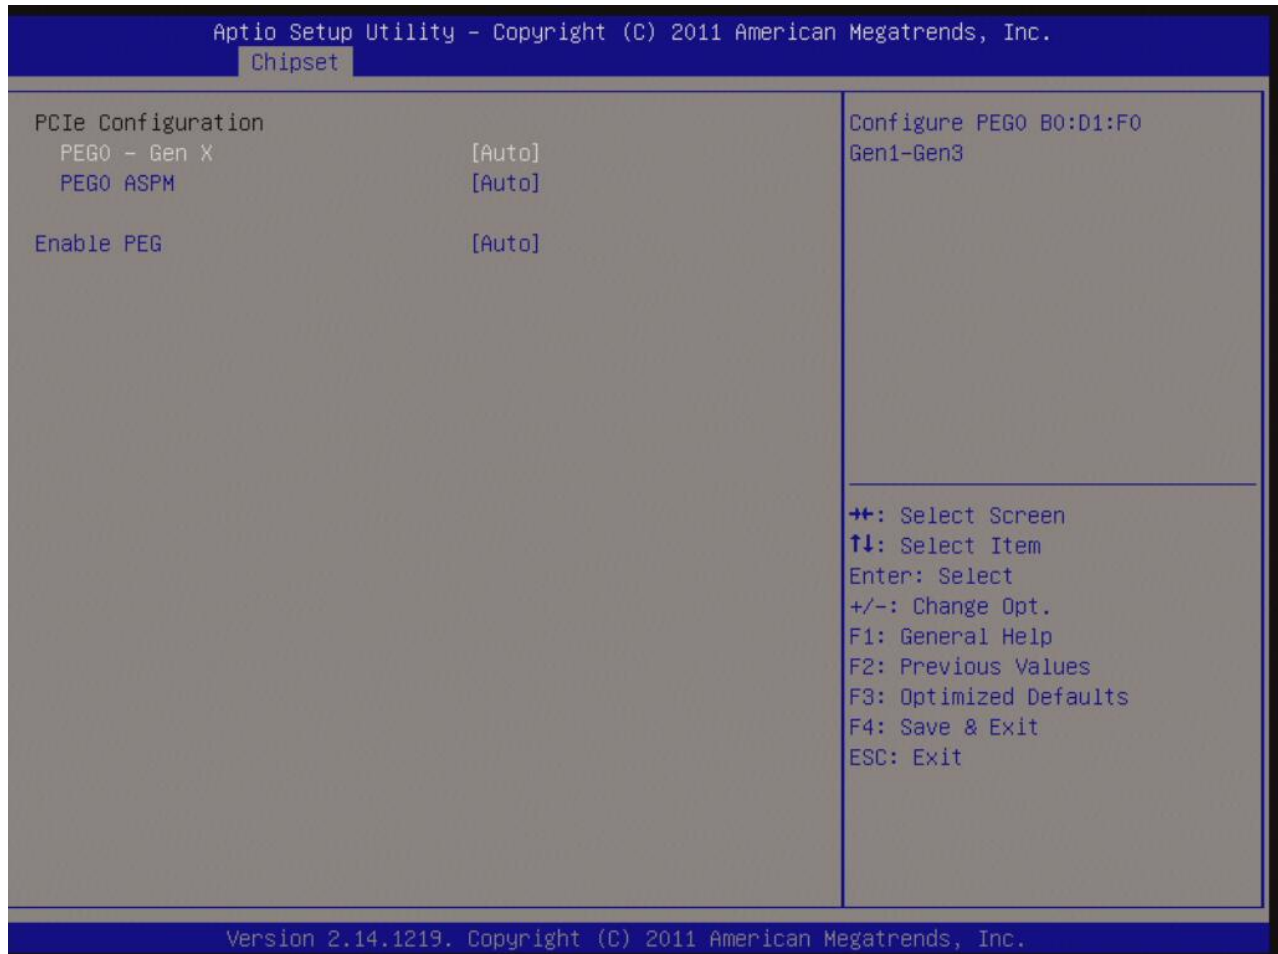 Aptio Setup Utility – Copyright (C) 2011 American Megatrends, Inc.
Chipset
PCIe Configuration
PEG0 – Gen X [Auto]
PEG0 ASPM [Auto]
Enable PEG [Auto]
Configure PEG0 B0:D1:F0
Gen1-Gen3
→←: Select Screen
↑↓: Select Item
Enter: Select
+/-: Change Opt.
F1: General Help
F2: Previous Values
F3: Optimized Defaults
F4: Save & Exit
ESC: Exit
Version 2.14.1219. Copyright (C) 2011 American Megatrends, Inc.